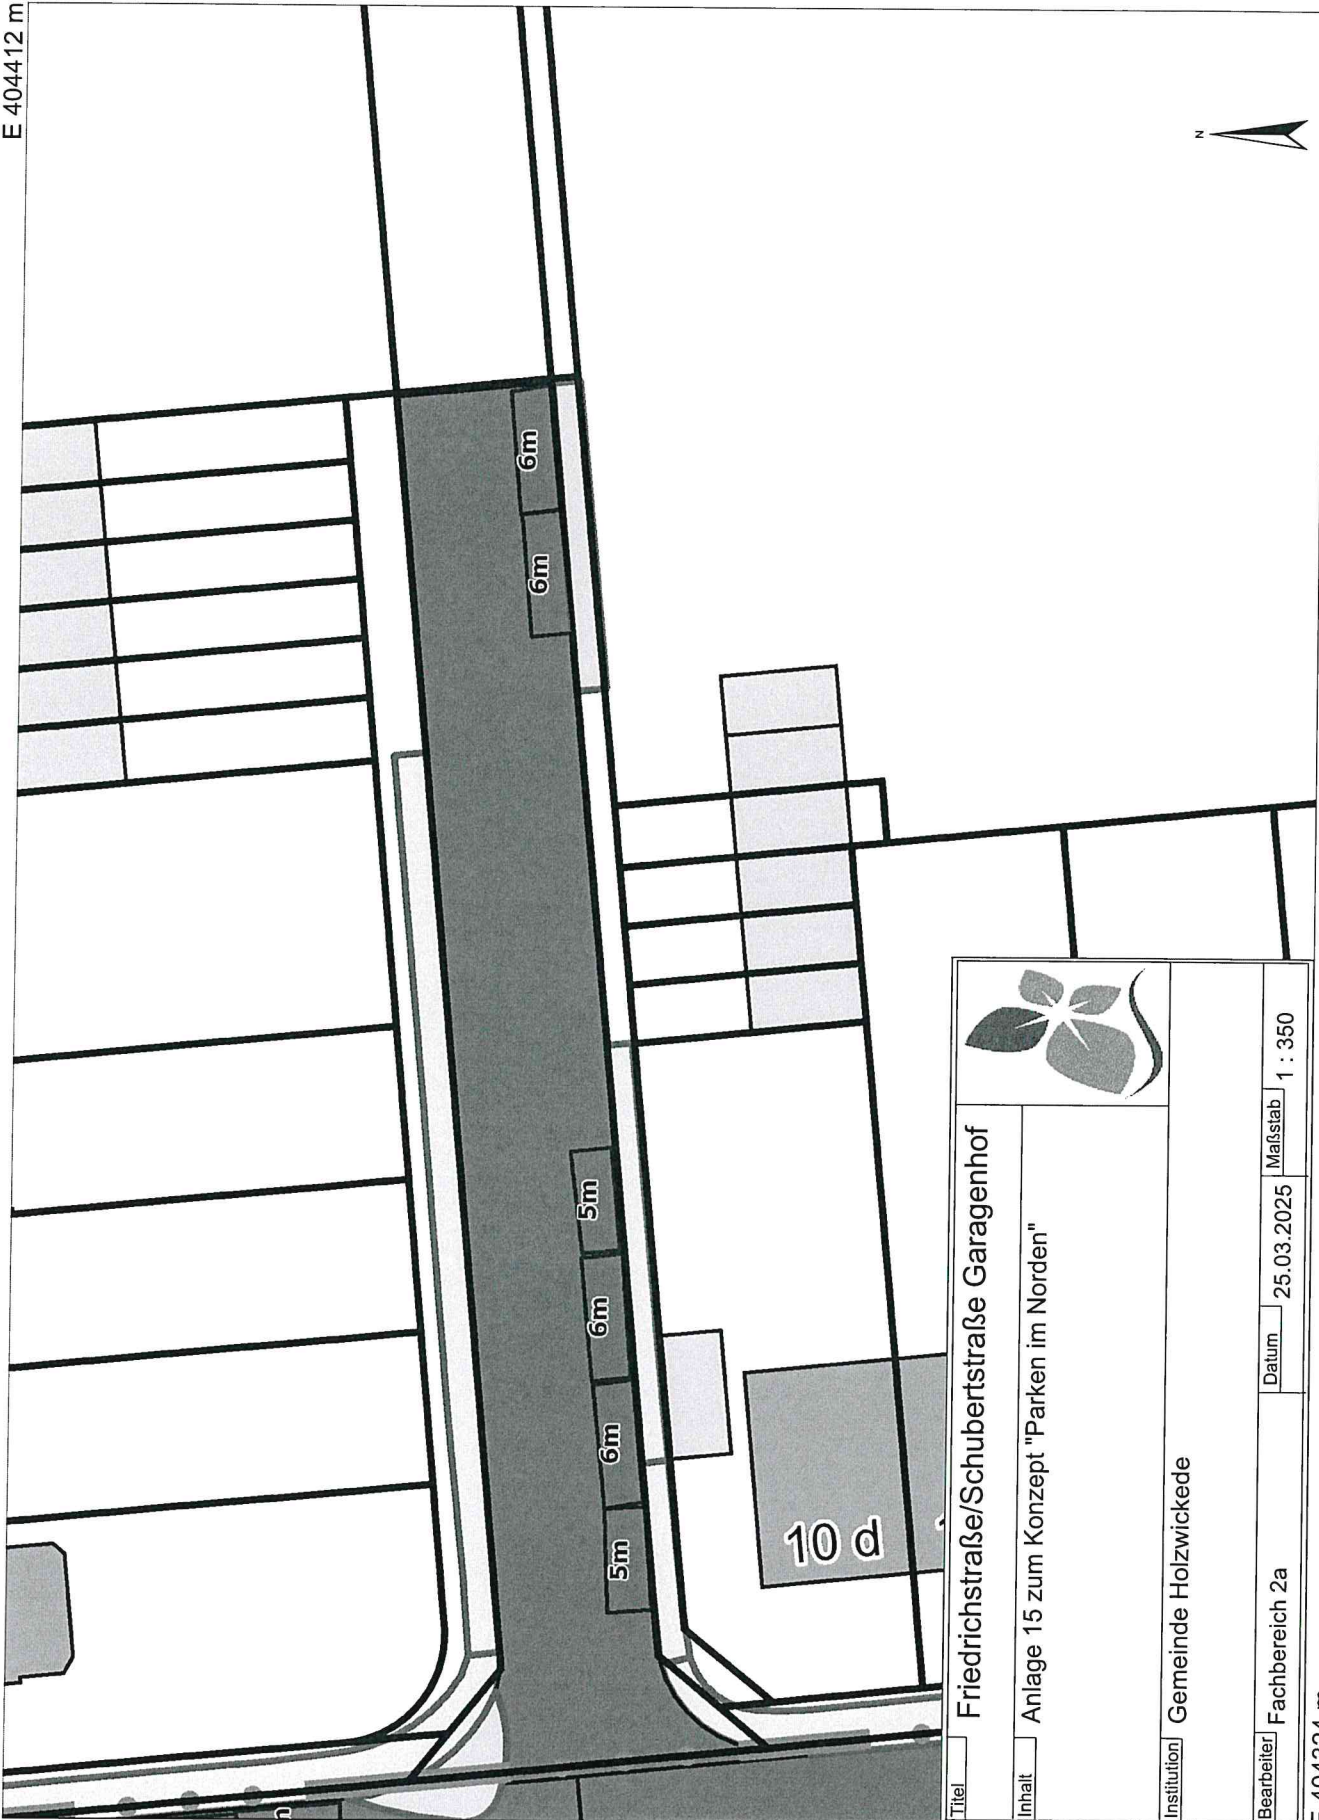 E 404412 m
N
6m
6m
5m
6m
6m
5m
10 d
Titel
Friedrichstraße/Schubertstraße Garagenhof
Inhalt
Anlage 15 zum Konzept "Parken im Norden"
Institution
Gemeinde Holzwickede
Bearbeiter
Fachbereich 2a
Datum
25.03.2025
Maßstab
1 : 350